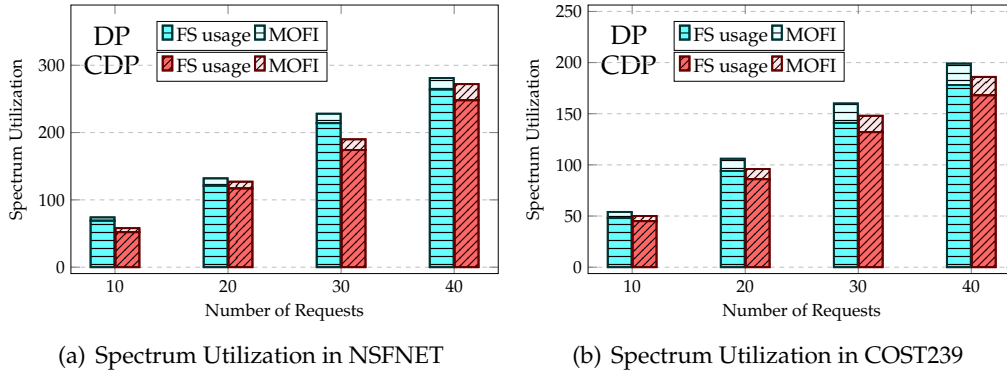 DP
FS usage MOFI
CDP
FS usage MOFI
Spectrum Utilization
300
200
100
0
10 20 30 40
Number of Requests
(a) Spectrum Utilization in NSFNET
DP
FS usage MOFI
CDP
FS usage MOFI
Spectrum Utilization
250
200
150
100
50
0
10 20 30 40
Number of Requests
(b) Spectrum Utilization in COST239